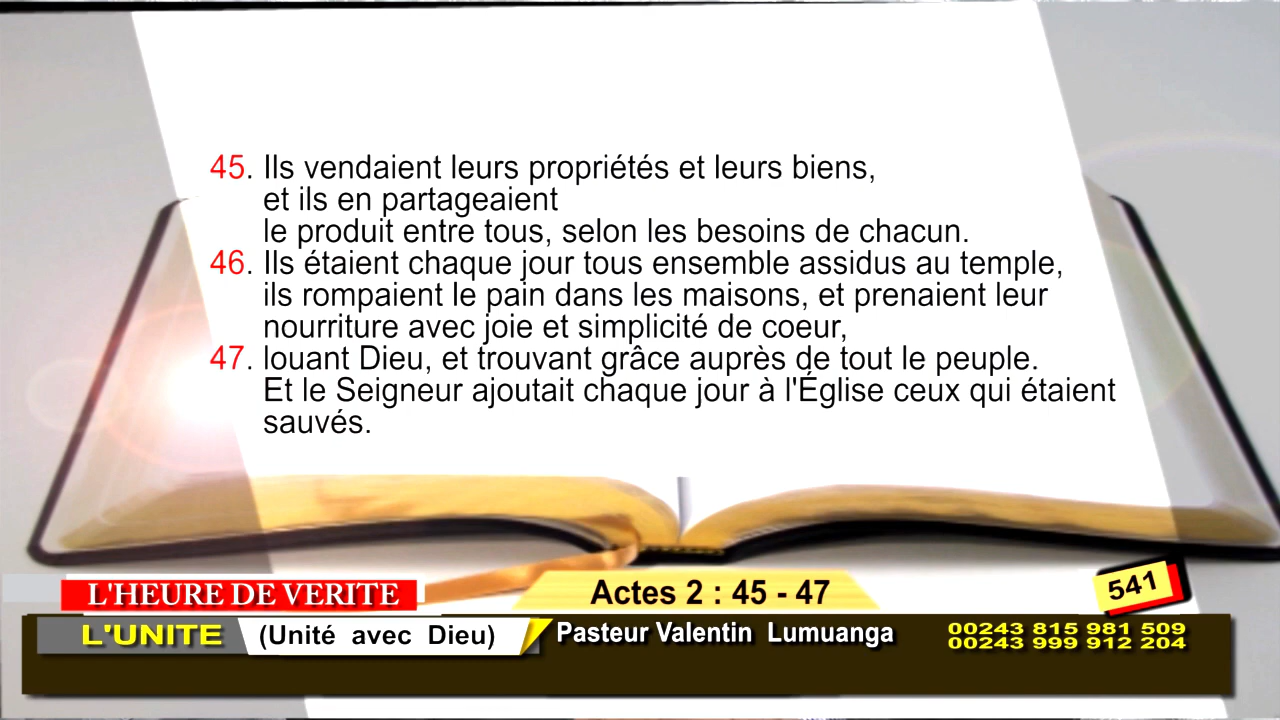 45. Ils vendaient leurs propriétés et leurs biens,
et ils en partageaient
le produit entre tous, selon les besoins de chacun.
46. Ils étaient chaque jour tous ensemble assidus au temple,
ils rompaient le pain dans les maisons, et prenaient leur
nourriture avec joie et simplicité de coeur,
47. louant Dieu, et trouvant grâce auprès de tout le peuple.
Et le Seigneur ajoutait chaque jour à l'Église ceux qui étaient
sauvés.
L'HEURE DE VERITE
Actes 2 : 45 - 47
541
L'UNITE
(Unité avec Dieu)
Pasteur Valentin Lumuanga
00243 815 981 509
00243 999 912 204